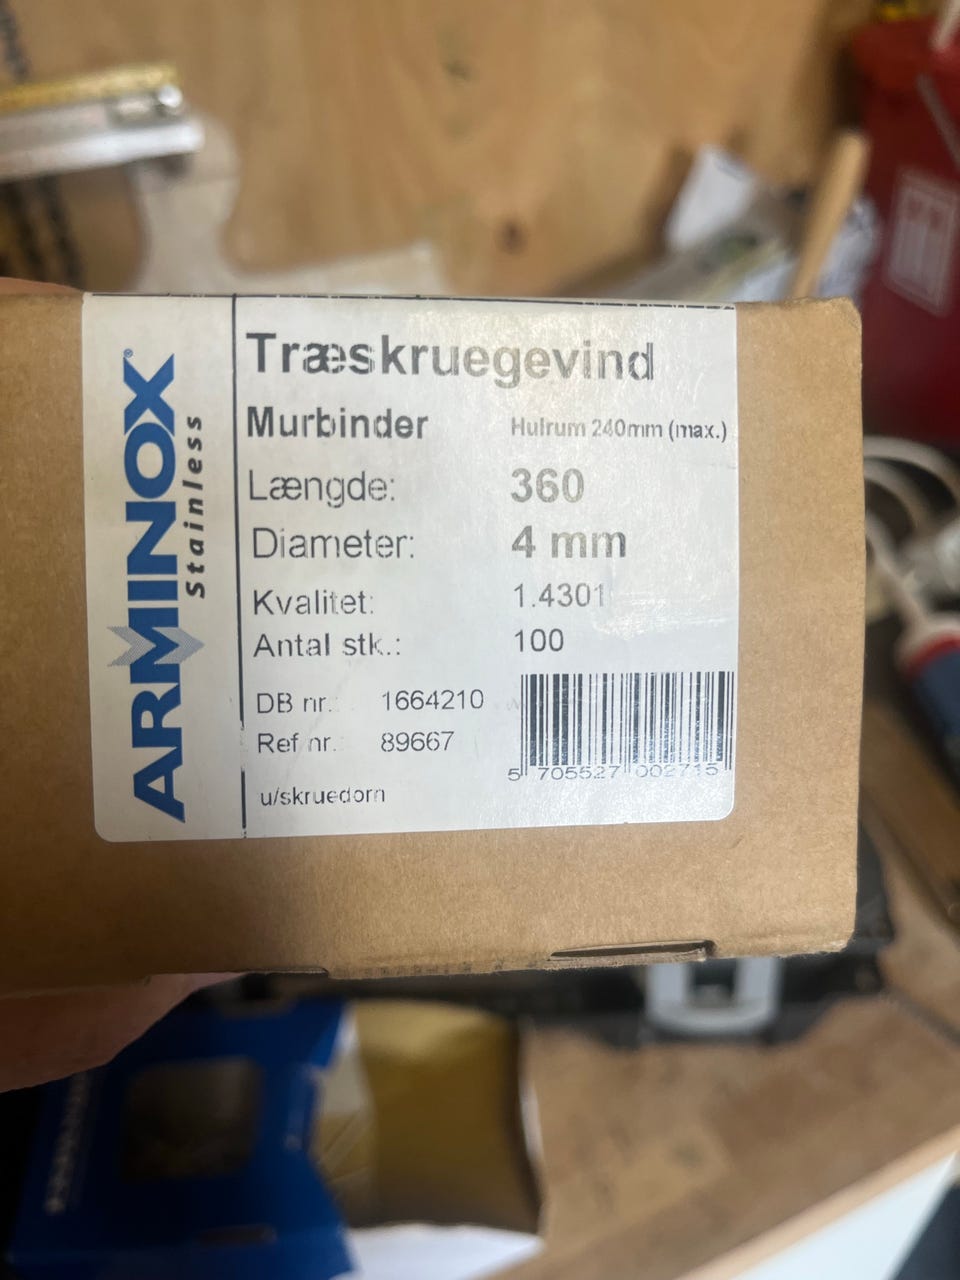 ARMINOX®
Stainless
Træskruegevind
Murbinder Hulrum 240mm (max.)
Længde: 360
Diameter: 4 mm
Kvalitet: 1.4301
Antal stk.: 100
DB nr. 1664210
Ref nr. 89667
5 705527 002715
u/skruedorn